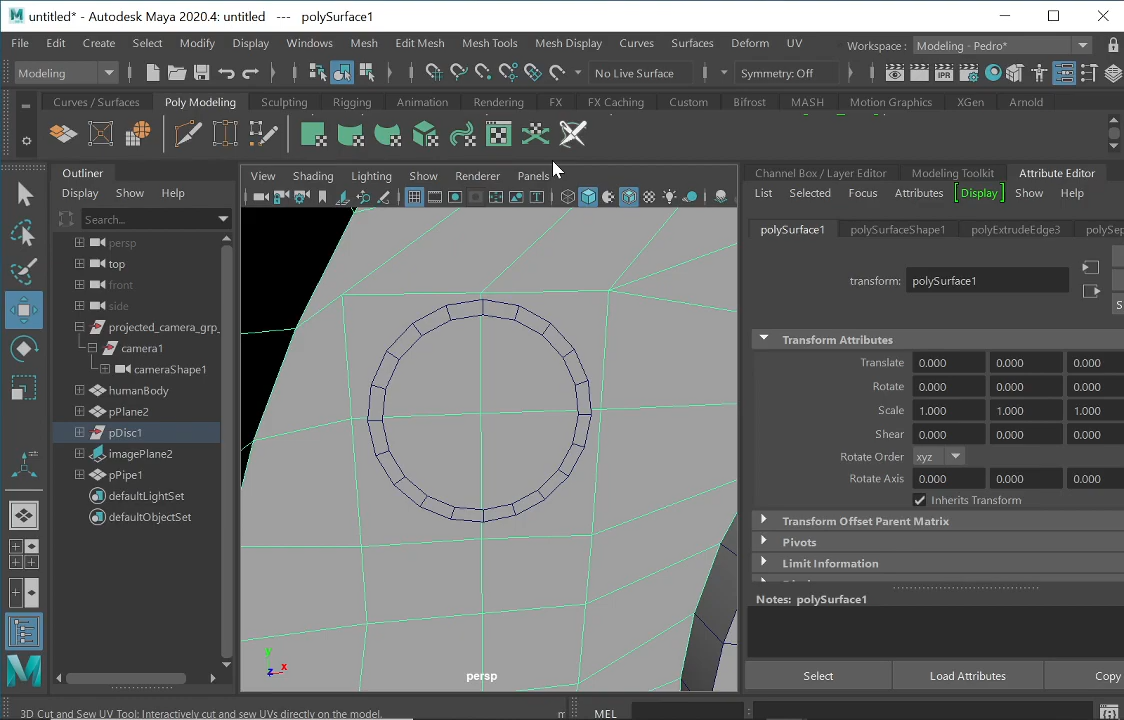 untitled* - Autodesk Maya 2020.4: untitled --- polySurface1
File Edit Create Select Modify Display Windows Mesh Edit Mesh Mesh Tools Mesh Display Curves Surfaces Deform UV Workspace : Modeling - Pedro*
Modeling No Live Surface Symmetry: Off IPR
Curves / Surfaces Poly Modeling Sculpting Rigging Animation Rendering FX FX Caching Custom Bifrost MASH Motion Graphics XGen Arnold
Outliner
Display Show Help
Search...
persp
top
front
side
projected_camera_grp_
camera1
cameraShape1
humanBody
pPlane2
pDisc1
imagePlane2
pPipe1
defaultLightSet
defaultObjectSet
View Shading Lighting Show Renderer Panels
y
z x
persp
Channel Box / Layer Editor Modeling Toolkit Attribute Editor
List Selected Focus Attributes Display Show Help
polySurface1 polySurfaceShape1 polyExtrudeEdge3 polySep
transform: polySurface1
S
Transform Attributes
Translate 0.000 0.000 0.000
Rotate 0.000 0.000 0.000
Scale 1.000 1.000 1.000
Shear 0.000 0.000 0.000
Rotate Order xyz
Rotate Axis 0.000 0.000 0.000
Inherits Transform
Transform Offset Parent Matrix
Pivots
Limit Information
Notes: polySurface1
Select Load Attributes Copy
3D Cut and Sew UV Tool: Interactively cut and sew UVs directly on the model. MEL